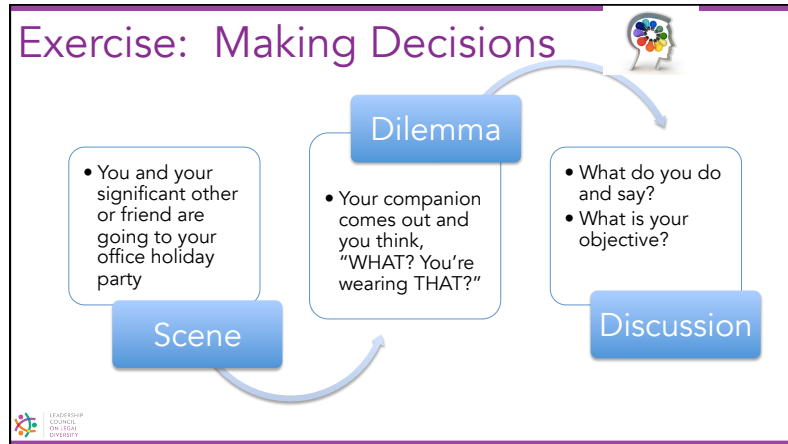 Exercise:  Making Decisions
• You and your
significant other
or friend are
going to your
office holiday
party
Scene
Dilemma
• Your companion
comes out and
you think,
“WHAT? You’re
wearing THAT?”
• What do you do
and say?
• What is your
objective?
Discussion
LEADERSHIP
COUNCIL
ON LEGAL
DIVERSITY